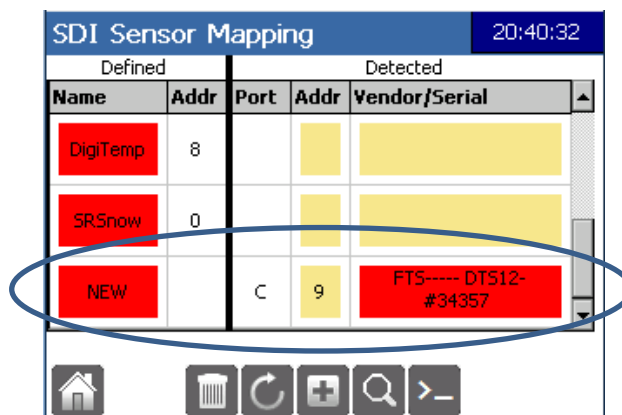 SDI Sensor Mapping 20:40:32
Defined Detected
Name Addr Port Addr Vendor/Serial
DigiTemp 8
SRSnow 0
NEW C 9 FTS----- DTS12-
#34357
>_